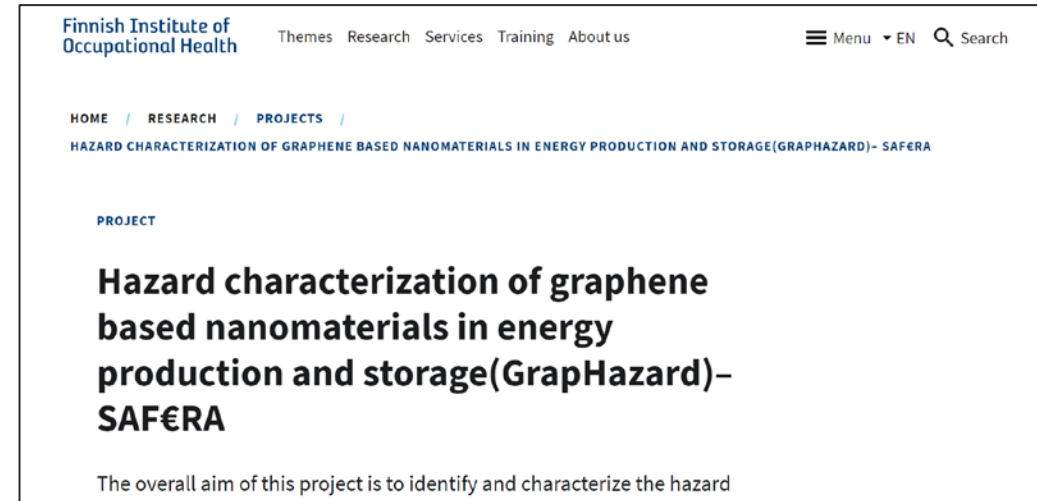 Finnish Institute of
Occupational Health
Themes Research Services Training About us
Menu EN Search
HOME / RESEARCH / PROJECTS /
HAZARD CHARACTERIZATION OF GRAPHENE BASED NANOMATERIALS IN ENERGY PRODUCTION AND STORAGE(GRAPHAZARD)– SAF€RA
PROJECT
Hazard characterization of graphene
based nanomaterials in energy
production and storage(GrapHazard)–
SAF€RA
The overall aim of this project is to identify and characterize the hazard